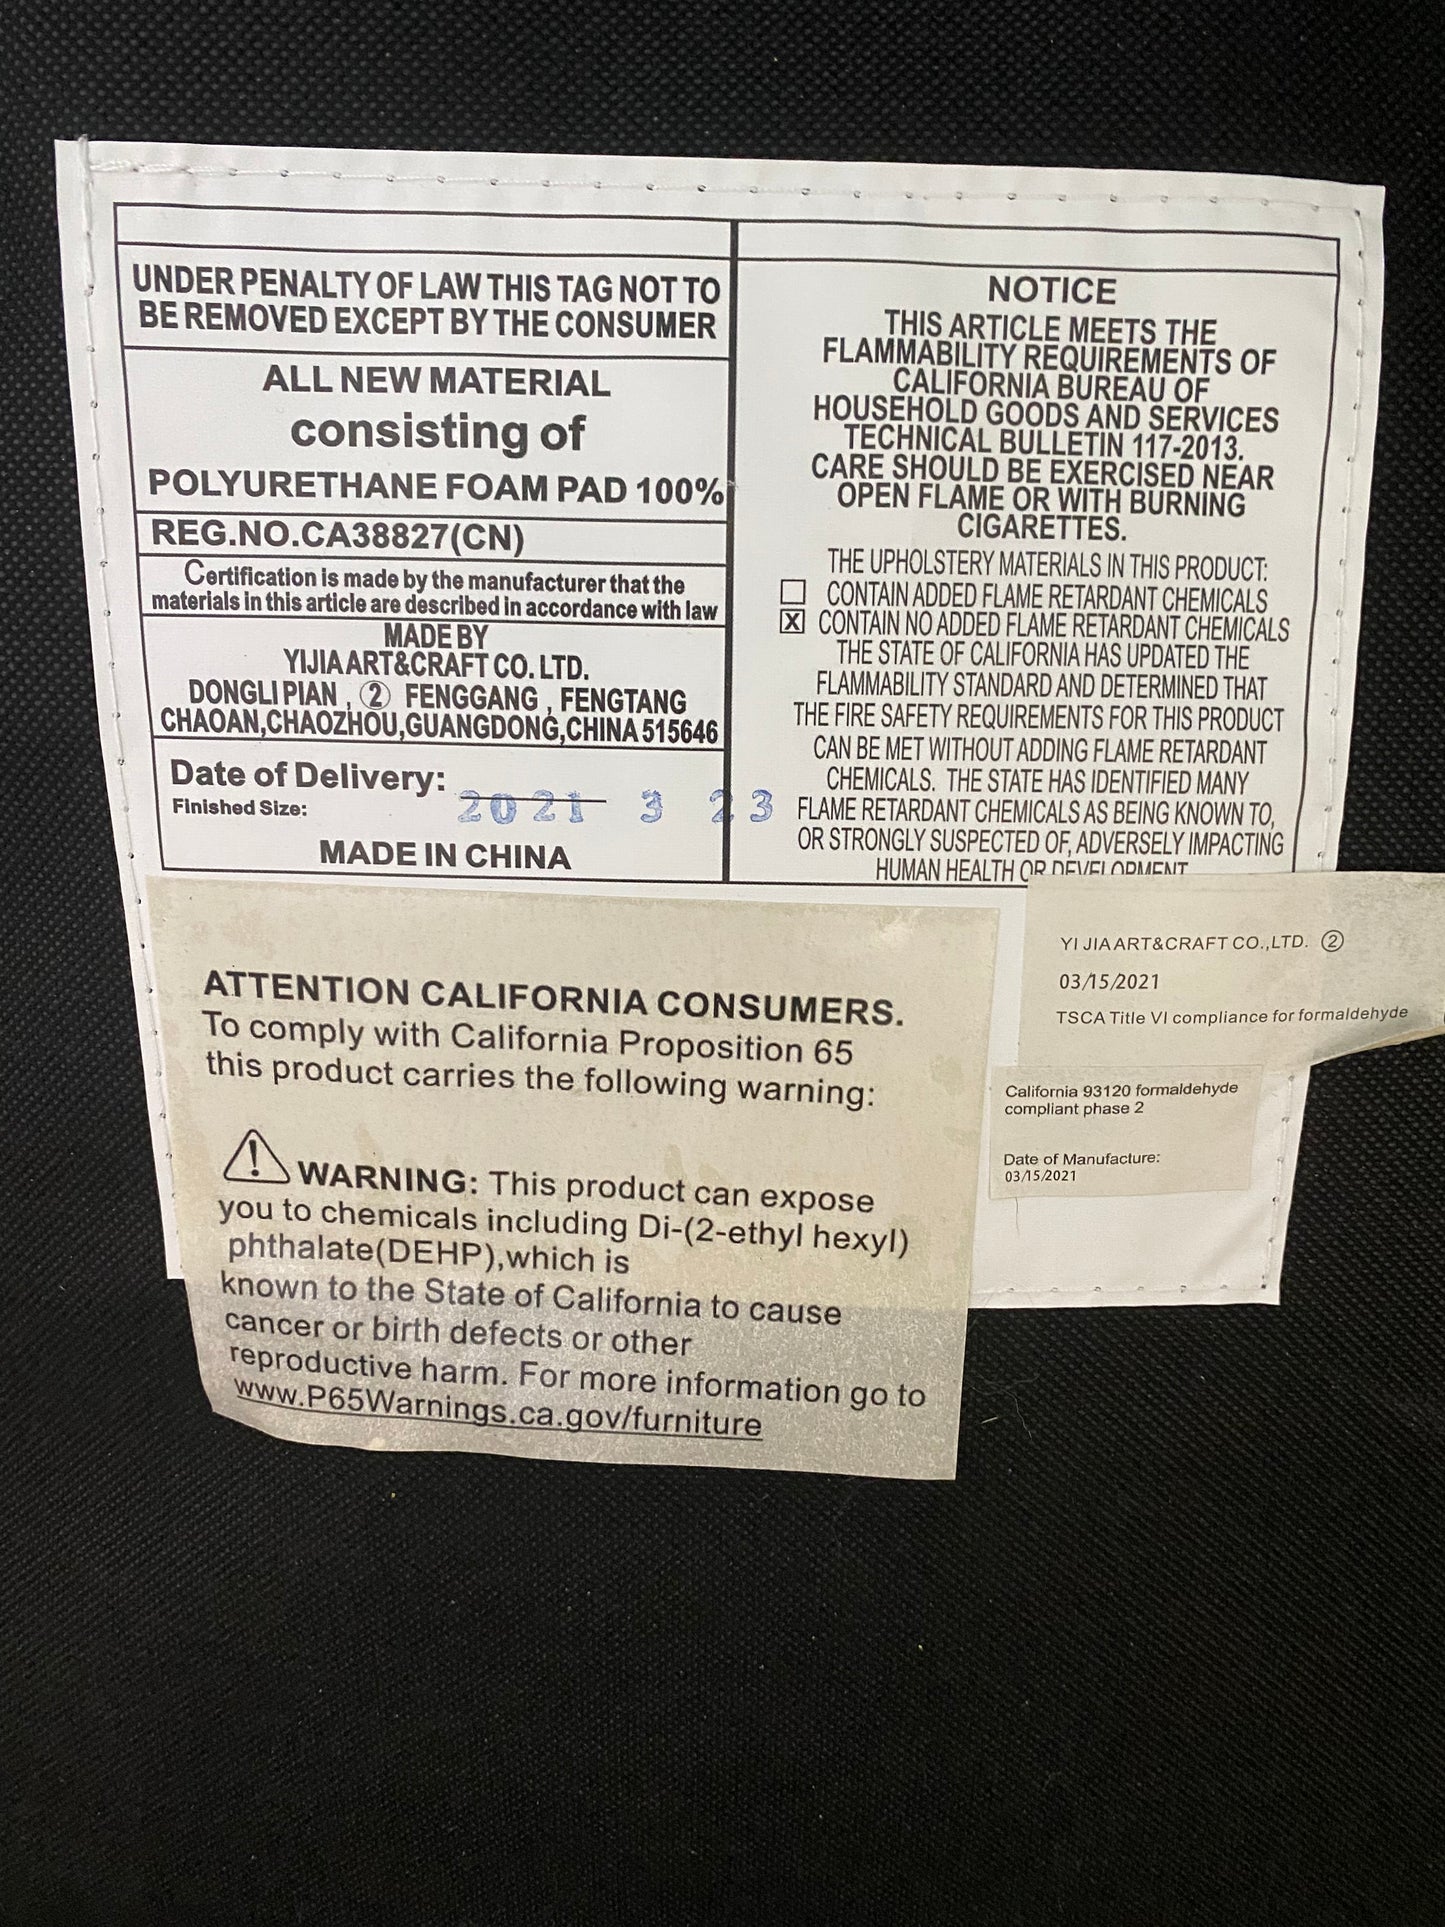 UNDER PENALTY OF LAW THIS TAG NOT TO
BE REMOVED EXCEPT BY THE CONSUMER
ALL NEW MATERIAL
consisting of
POLYURETHANE FOAM PAD 100%
REG.NO.CA38827(CN)
Certification is made by the manufacturer that the
materials in this article are described in accordance with law
MADE BY
YIJIA ART&CRAFT CO. LTD.
DONGLI PIAN , ② FENGGANG , FENGTANG
CHAOAN,CHAOZHOU,GUANGDONG,CHINA 515646
Date of Delivery:
2021 3 23
Finished Size:
MADE IN CHINA
NOTICE
THIS ARTICLE MEETS THE
FLAMMABILITY REQUIREMENTS OF
CALIFORNIA BUREAU OF
HOUSEHOLD GOODS AND SERVICES
TECHNICAL BULLETIN 117-2013.
CARE SHOULD BE EXERCISED NEAR
OPEN FLAME OR WITH BURNING
CIGARETTES.
THE UPHOLSTERY MATERIALS IN THIS PRODUCT:
☐ CONTAIN ADDED FLAME RETARDANT CHEMICALS
☒ CONTAIN NO ADDED FLAME RETARDANT CHEMICALS
THE STATE OF CALIFORNIA HAS UPDATED THE
FLAMMABILITY STANDARD AND DETERMINED THAT
THE FIRE SAFETY REQUIREMENTS FOR THIS PRODUCT
CAN BE MET WITHOUT ADDING FLAME RETARDANT
CHEMICALS. THE STATE HAS IDENTIFIED MANY
FLAME RETARDANT CHEMICALS AS BEING KNOWN TO,
OR STRONGLY SUSPECTED OF, ADVERSELY IMPACTING
HUMAN HEALTH OR DEVELOPMENT
ATTENTION CALIFORNIA CONSUMERS.
To comply with California Proposition 65
this product carries the following warning:
⚠ WARNING: This product can expose
you to chemicals including Di-(2-ethyl hexyl)
phthalate(DEHP),which is
known to the State of California to cause
cancer or birth defects or other
reproductive harm. For more information go to
www.P65Warnings.ca.gov/furniture
YI JIA ART&CRAFT CO.,LTD. ②
03/15/2021
TSCA Title VI compliance for formaldehyde
California 93120 formaldehyde
compliant phase 2
Date of Manufacture:
03/15/2021